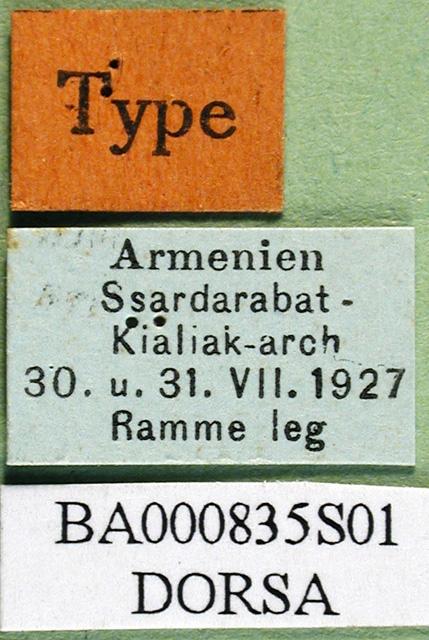 Type
Armenien
Ssardarabat-
Kialiak-arch
30. u. 31. VII. 1927
Ramme leg
BA000835S01
DORSA